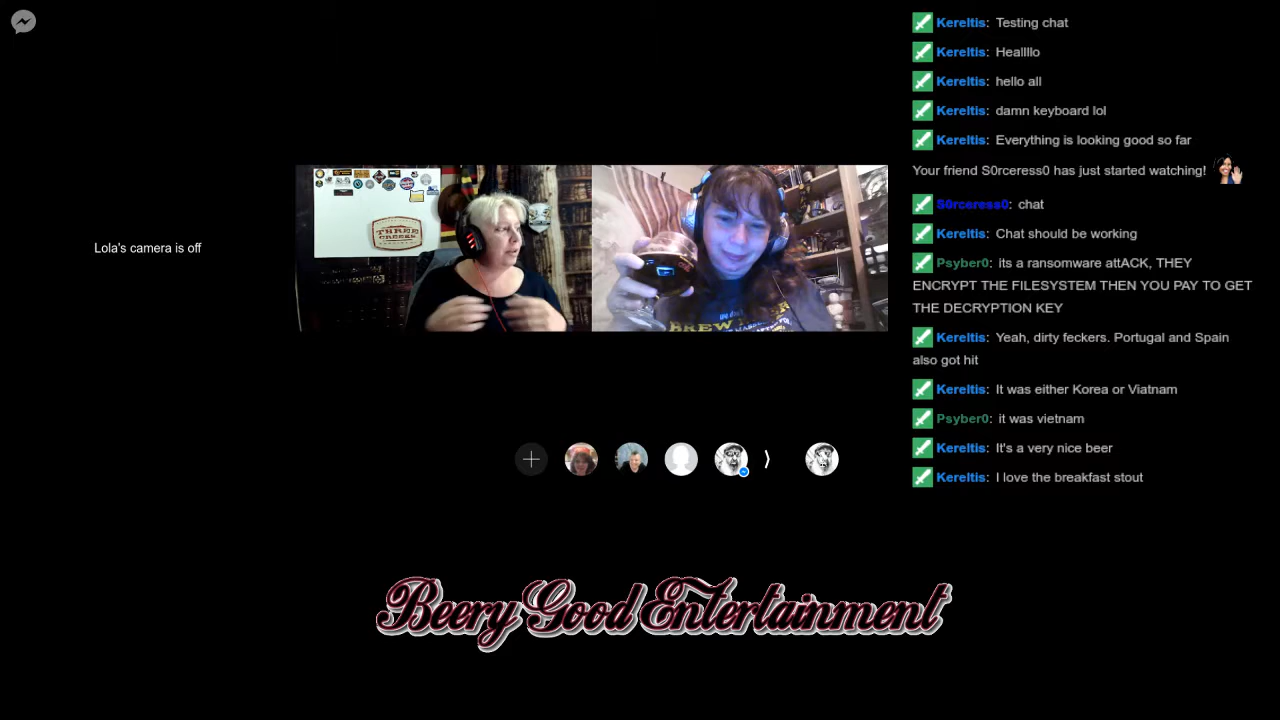 Kereltis: Testing chat
Kereltis: Heallllo
Kereltis: hello all
Kereltis: damn keyboard lol
Kereltis: Everything is looking good so far
Your friend S0rceress0 has just started watching!
S0rceress0: chat
Kereltis: Chat should be working
Psyber0: its a ransomware attACK, THEY
ENCRYPT THE FILESYSTEM THEN YOU PAY TO GET
THE DECRYPTION KEY
Kereltis: Yeah, dirty feckers. Portugal and Spain
also got hit
Kereltis: It was either Korea or Viatnam
Psyber0: it was vietnam
Kereltis: It's a very nice beer
Kereltis: I love the breakfast stout
Lola's camera is off
THREE
CREEKS
BREW
Beery Good Entertainment